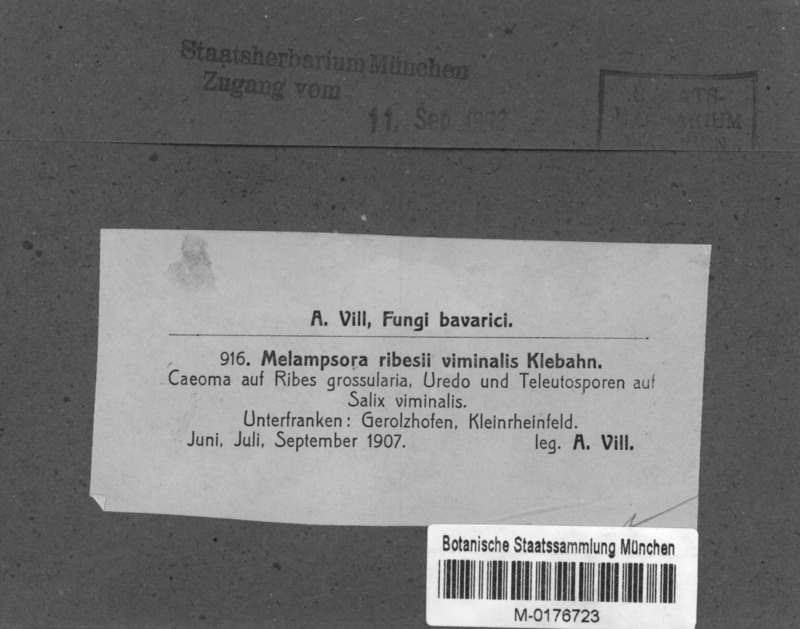 Staatsherbarium München
Zugang vom
11. Sep
A. Vill, Fungi bavarici.
916. Melampsora ribesii viminalis Klebahn.
Caeoma auf Ribes grossularia, Uredo und Teleutosporen auf
Salix viminalis.
Unterfranken: Gerolzhofen, Kleinrheinfeld.
Juni, Juli, September 1907. leg. A. Vill.
Botanische Staatssammlung München
M-0176723